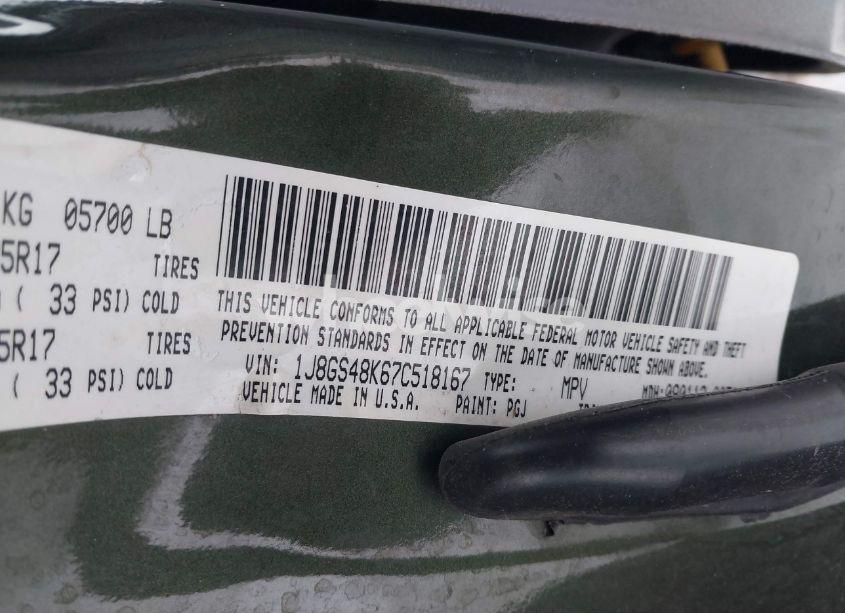 KG 05700 LB
5R17 TIRES
( 33 PSI) COLD
5R17 TIRES
( 33 PSI) COLD
THIS VEHICLE CONFORMS TO ALL APPLICABLE FEDERAL MOTOR VEHICLE SAFETY AND THEFT
PREVENTION STANDARDS IN EFFECT ON THE DATE OF MANUFACTURE SHOWN ABOVE.
VIN: 1J8GS48K67C518167 TYPE: MPV MDH:
VEHICLE MADE IN U.S.A. PAINT: PGJ